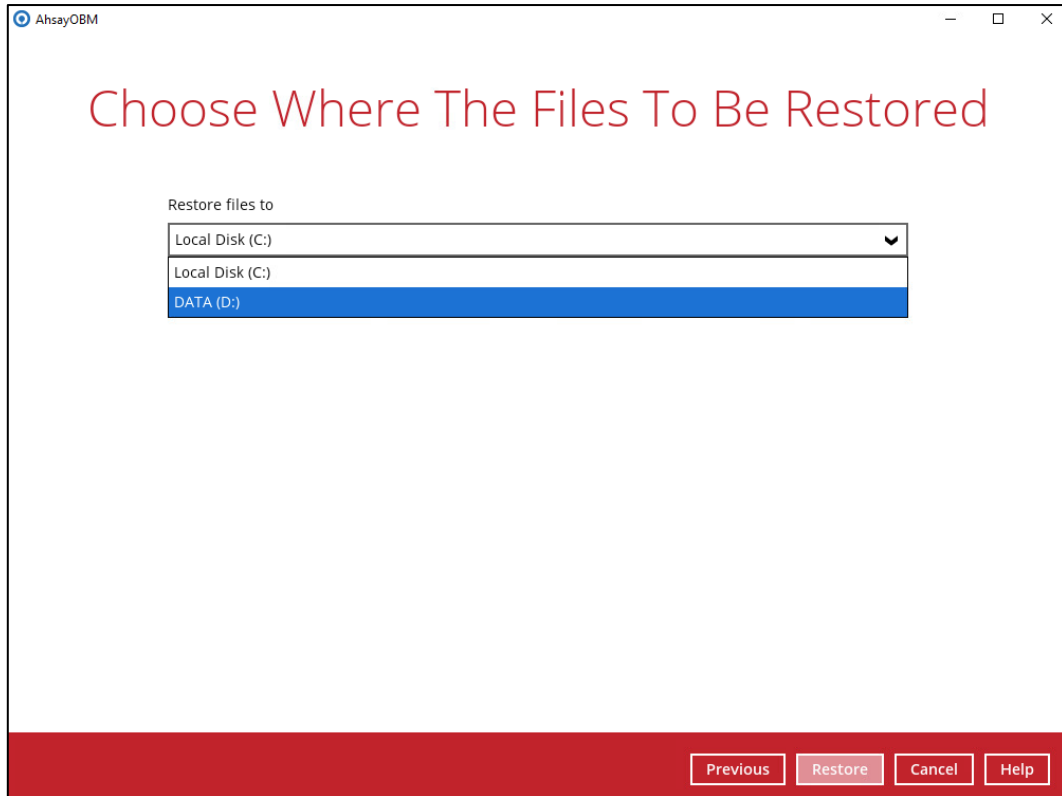 AhsayOBM
Choose Where The Files To Be Restored
Restore files to
Local Disk (C:)
Local Disk (C:)
DATA (D:)
Previous Restore Cancel Help